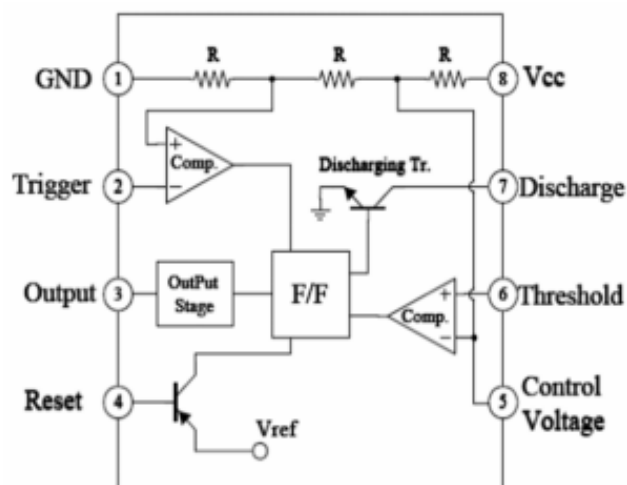 R R R
GND 1 8 Vcc
+
Comp.
−
Trigger 2
Discharging Tr.
7 Discharge
Output 3
OutPut
Stage
F/F
+
Comp.
−
6 Threshold
Reset 4
5 Control
Voltage
Vref